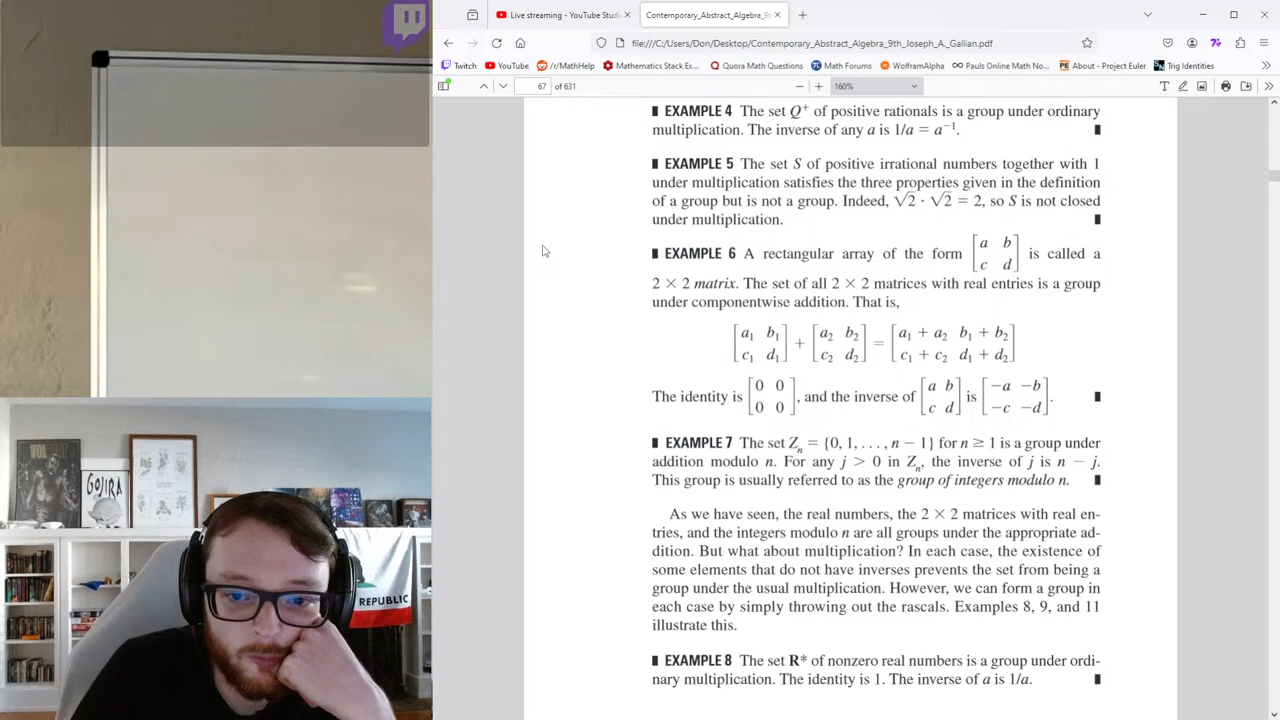 Live streaming - YouTube Studi
Contemporary_Abstract_Algebra_9t
file:///C:/Users/Don/Desktop/Contemporary_Abstract_Algebra_9th_Joseph_A._Gallian.pdf
Twitch YouTube /r/MathHelp Mathematics Stack Ex... Quora Math Questions Math Forums WolframAlpha Pauls Online Math No... About - Project Euler Trig Identities
67 of 631 160%
EXAMPLE 4 The set Q⁺ of positive rationals is a group under ordinary
multiplication. The inverse of any a is 1/a = a⁻¹.
EXAMPLE 5 The set S of positive irrational numbers together with 1
under multiplication satisfies the three properties given in the definition
of a group but is not a group. Indeed, √2 · √2 = 2, so S is not closed
under multiplication.
EXAMPLE 6 A rectangular array of the form [a b; c d] is called a
2 × 2 matrix. The set of all 2 × 2 matrices with real entries is a group
under componentwise addition. That is,
[a₁ b₁; c₁ d₁] + [a₂ b₂; c₂ d₂] = [a₁ + a₂ b₁ + b₂; c₁ + c₂ d₁ + d₂]
The identity is [0 0; 0 0], and the inverse of [a b; c d] is [−a −b; −c −d].
EXAMPLE 7 The set Zₙ = {0, 1, . . . , n − 1} for n ≥ 1 is a group under
addition modulo n. For any j > 0 in Zₙ, the inverse of j is n − j.
This group is usually referred to as the group of integers modulo n.
As we have seen, the real numbers, the 2 × 2 matrices with real en-
tries, and the integers modulo n are all groups under the appropriate ad-
dition. But what about multiplication? In each case, the existence of
some elements that do not have inverses prevents the set from being a
group under the usual multiplication. However, we can form a group in
each case by simply throwing out the rascals. Examples 8, 9, and 11
illustrate this.
EXAMPLE 8 The set R* of nonzero real numbers is a group under ordi-
nary multiplication. The identity is 1. The inverse of a is 1/a.
GOJIRA
REPUBLIC